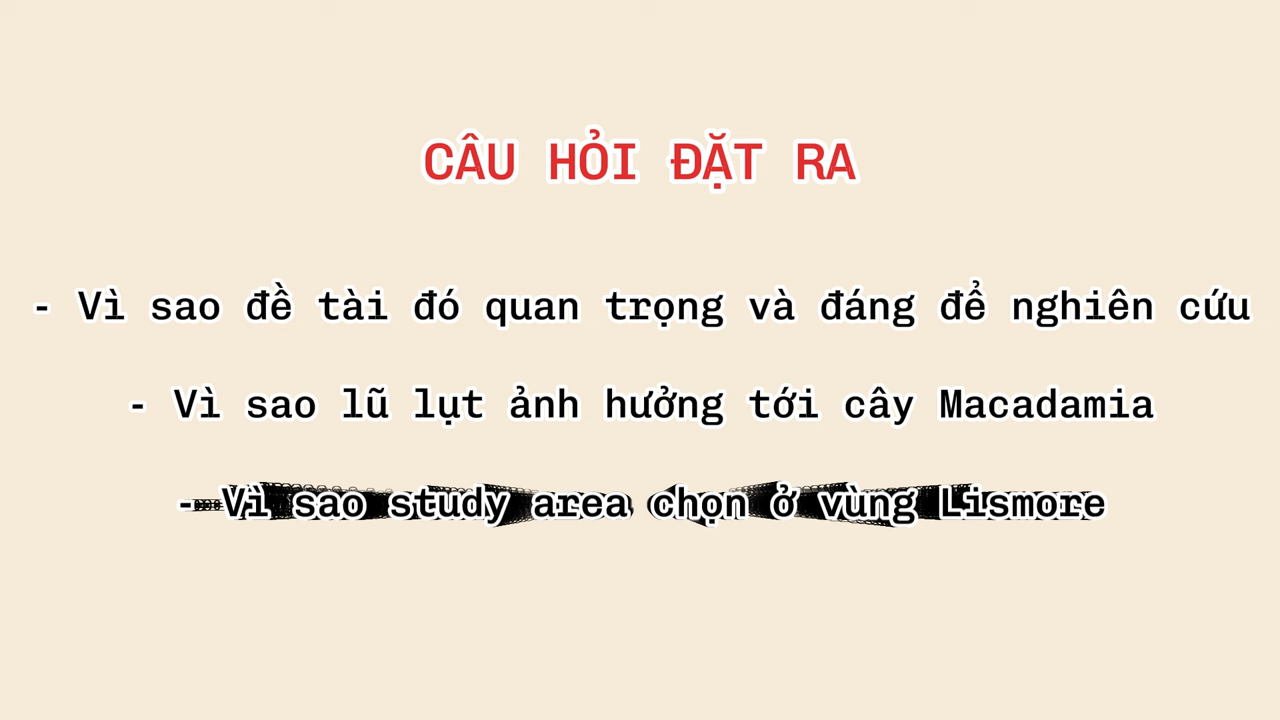 CÂU HỎI ĐẶT RA
- Vì sao đề tài đó quan trọng và đáng để nghiên cứu
- Vì sao lũ lụt ảnh hưởng tới cây Macadamia
- Vì sao study area chọn ở vùng Lismore